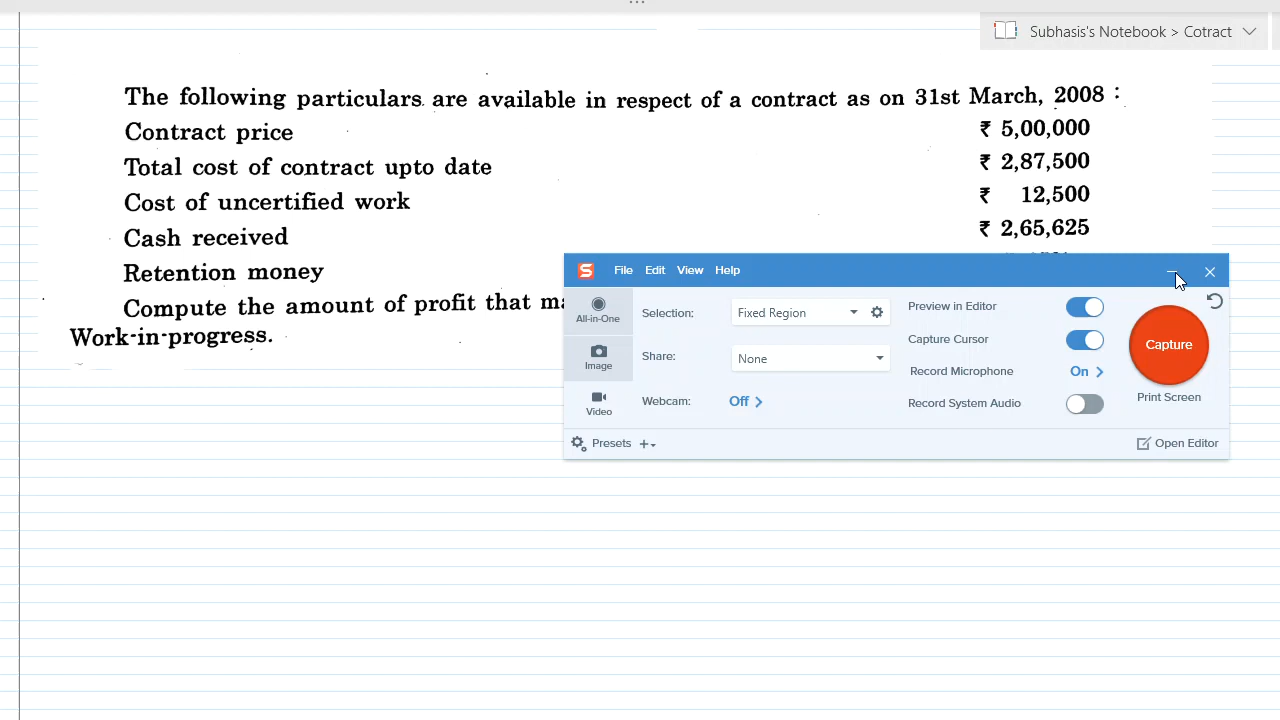 Subhasis's Notebook > Cotract
The following particulars are available in respect of a contract as on 31st March, 2008 :
Contract price ₹ 5,00,000
Total cost of contract upto date ₹ 2,87,500
Cost of uncertified work ₹ 12,500
Cash received ₹ 2,65,625
Retention money
Compute the amount of profit that ma
Work-in-progress.
File Edit View Help
All-in-One
Image
Video
Selection: Fixed Region
Share: None
Webcam: Off
Preview in Editor
Capture Cursor
Record Microphone On
Record System Audio
Capture
Print Screen
Presets
Open Editor